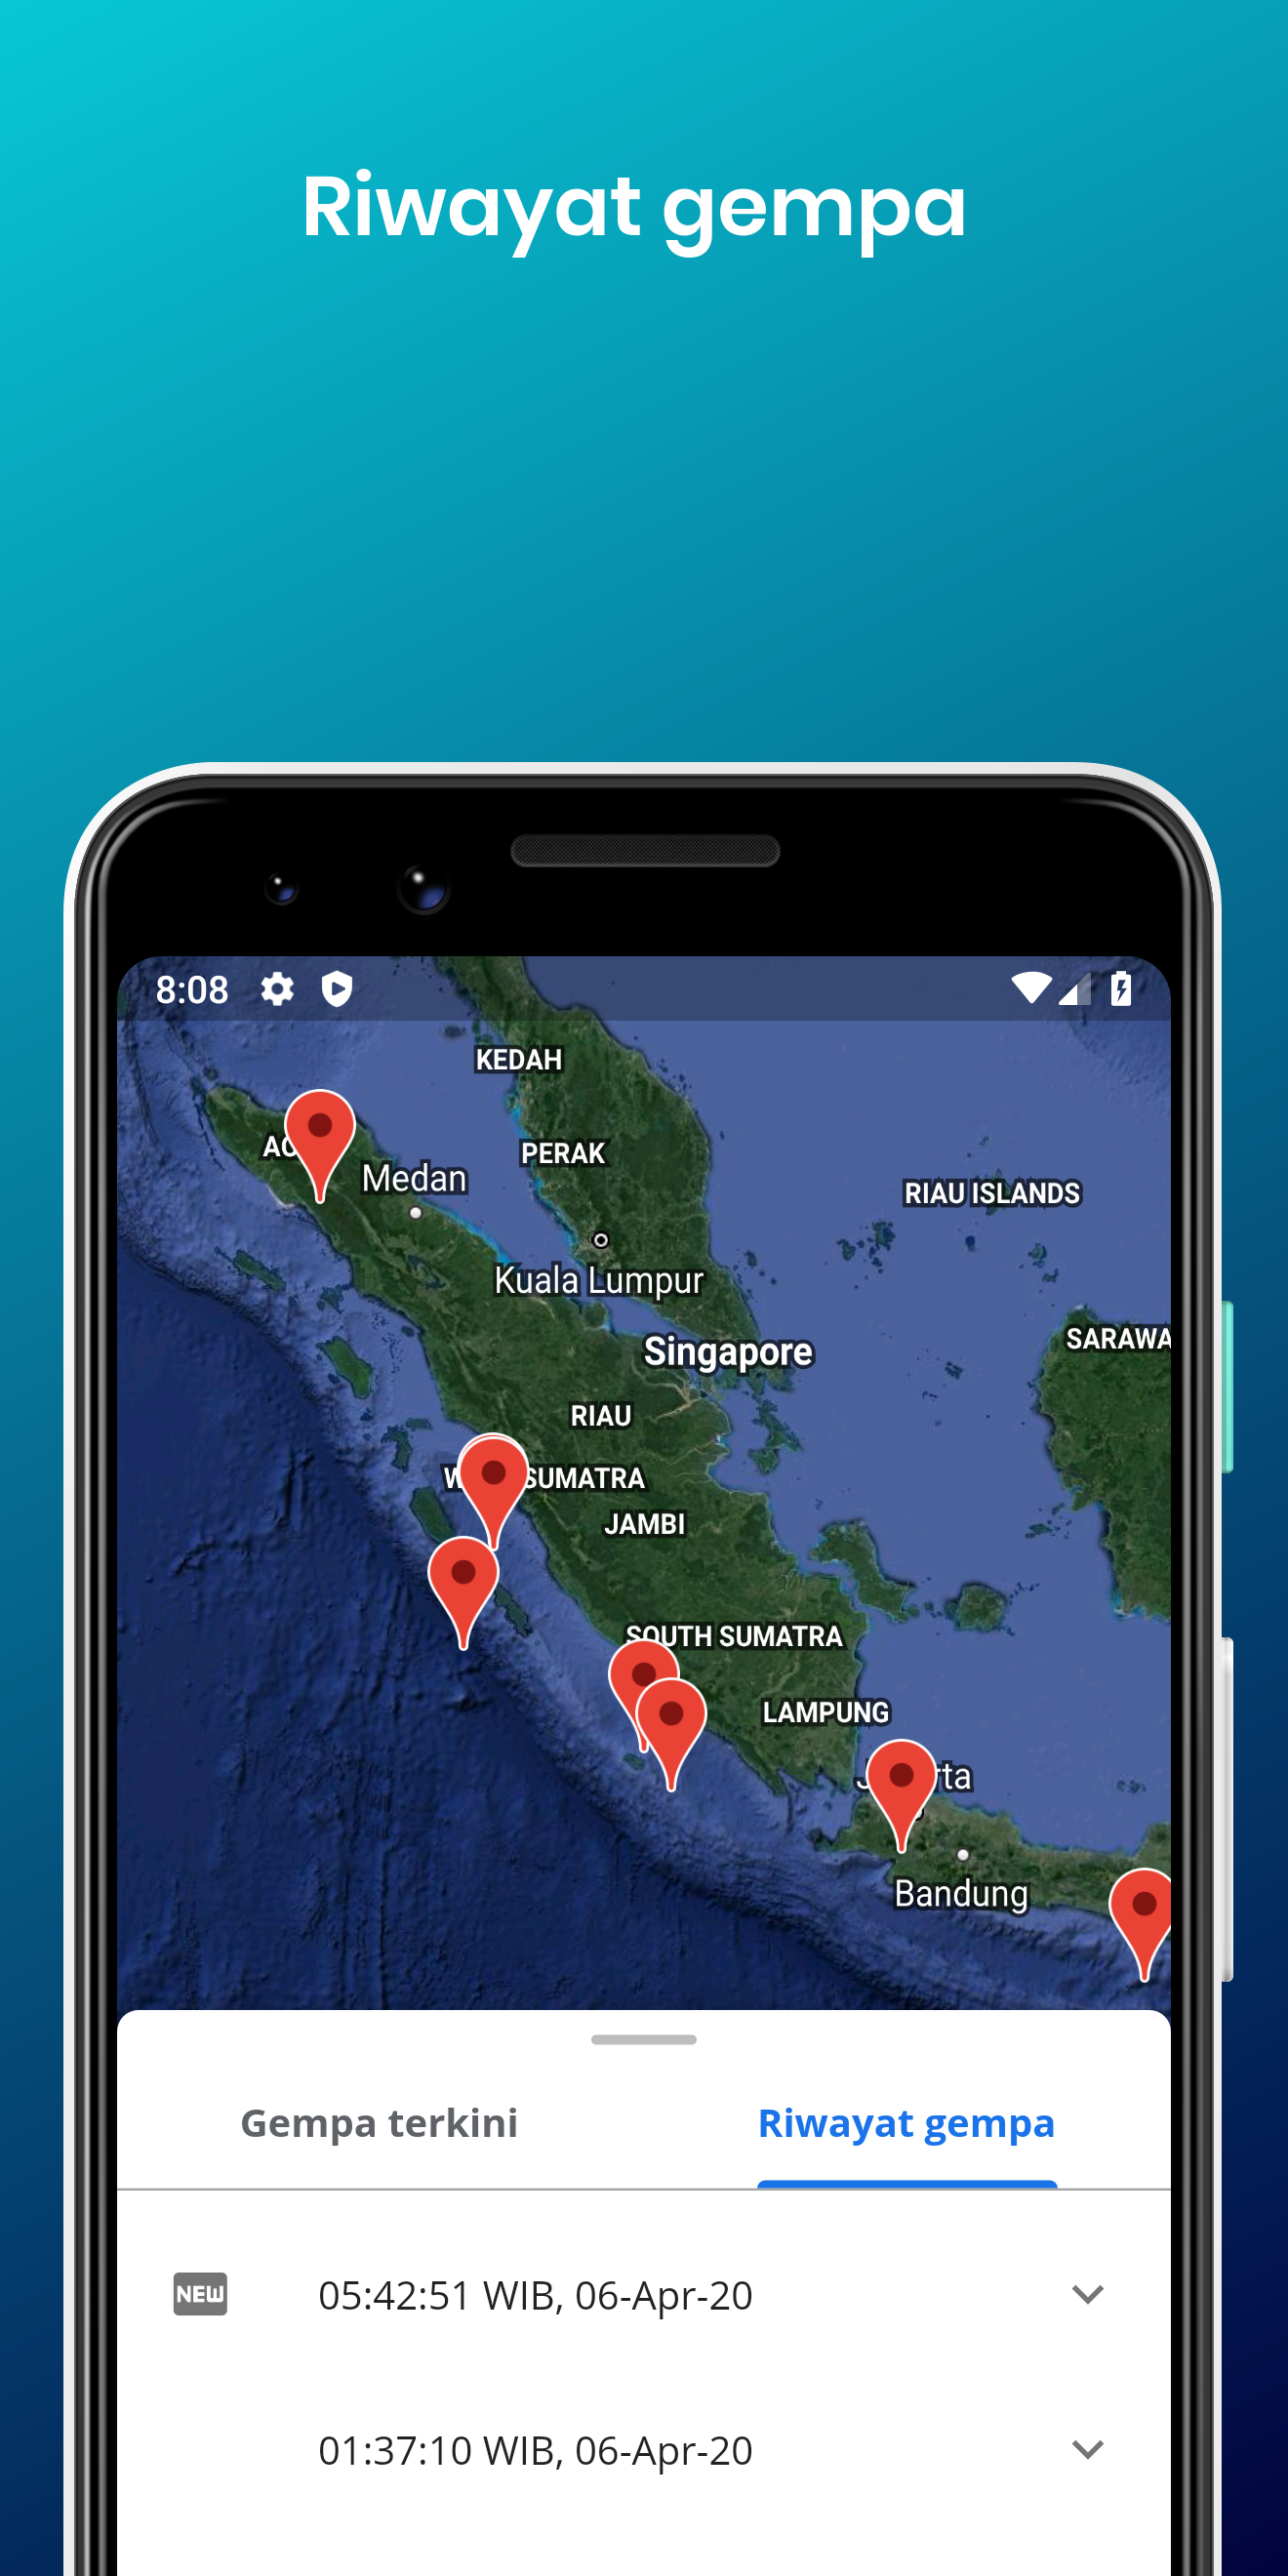 Riwayat gempa
8:08
KEDAH
PERAK
Medan
RIAU ISLANDS
Kuala Lumpur
Singapore
SARAWA
RIAU
SUMATRA
JAMBI
SOUTH SUMATRA
LAMPUNG
Bandung
Gempa terkini
Riwayat gempa
NEW
05:42:51 WIB, 06-Apr-20
01:37:10 WIB, 06-Apr-20